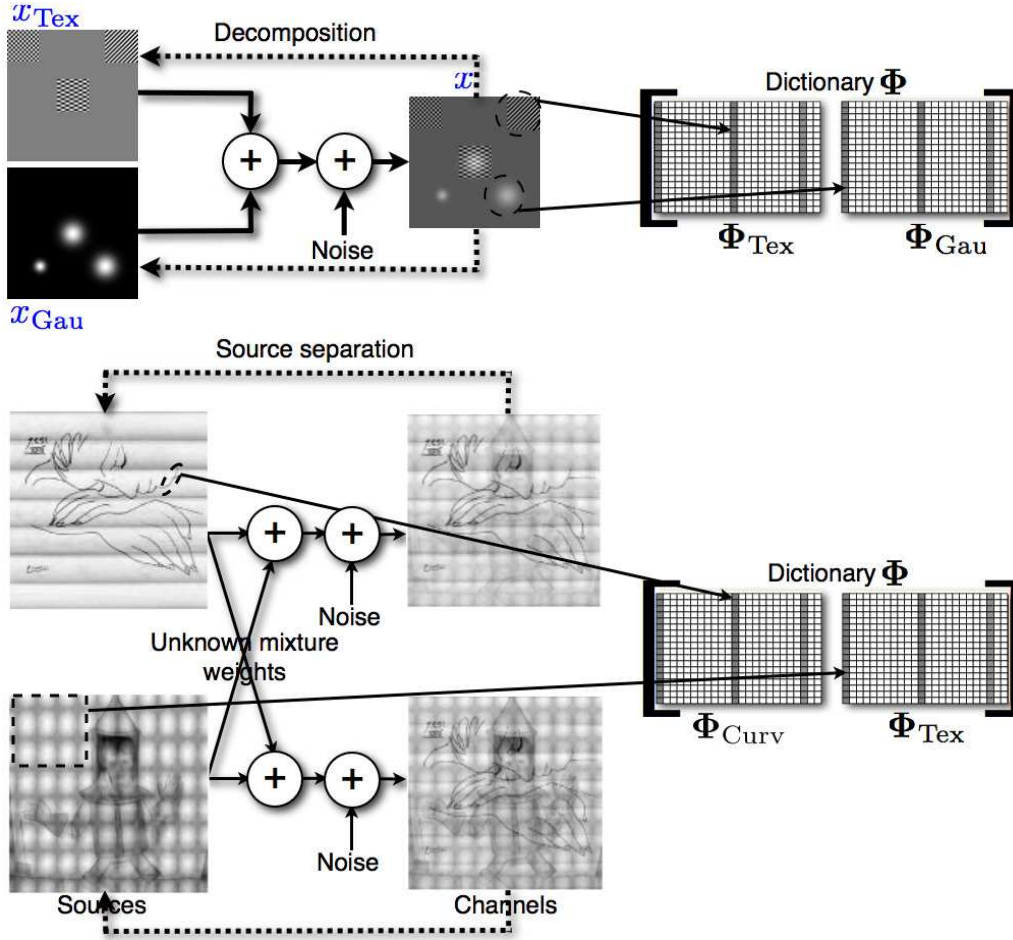 x_Tex
Decomposition
x
Dictionary Φ
+
+
Noise
Φ_Tex
Φ_Gau
x_Gau
Source separation
+
+
Noise
Dictionary Φ
Unknown mixture
weights
Φ_Curv
Φ_Tex
+
+
Noise
Sources
Channels